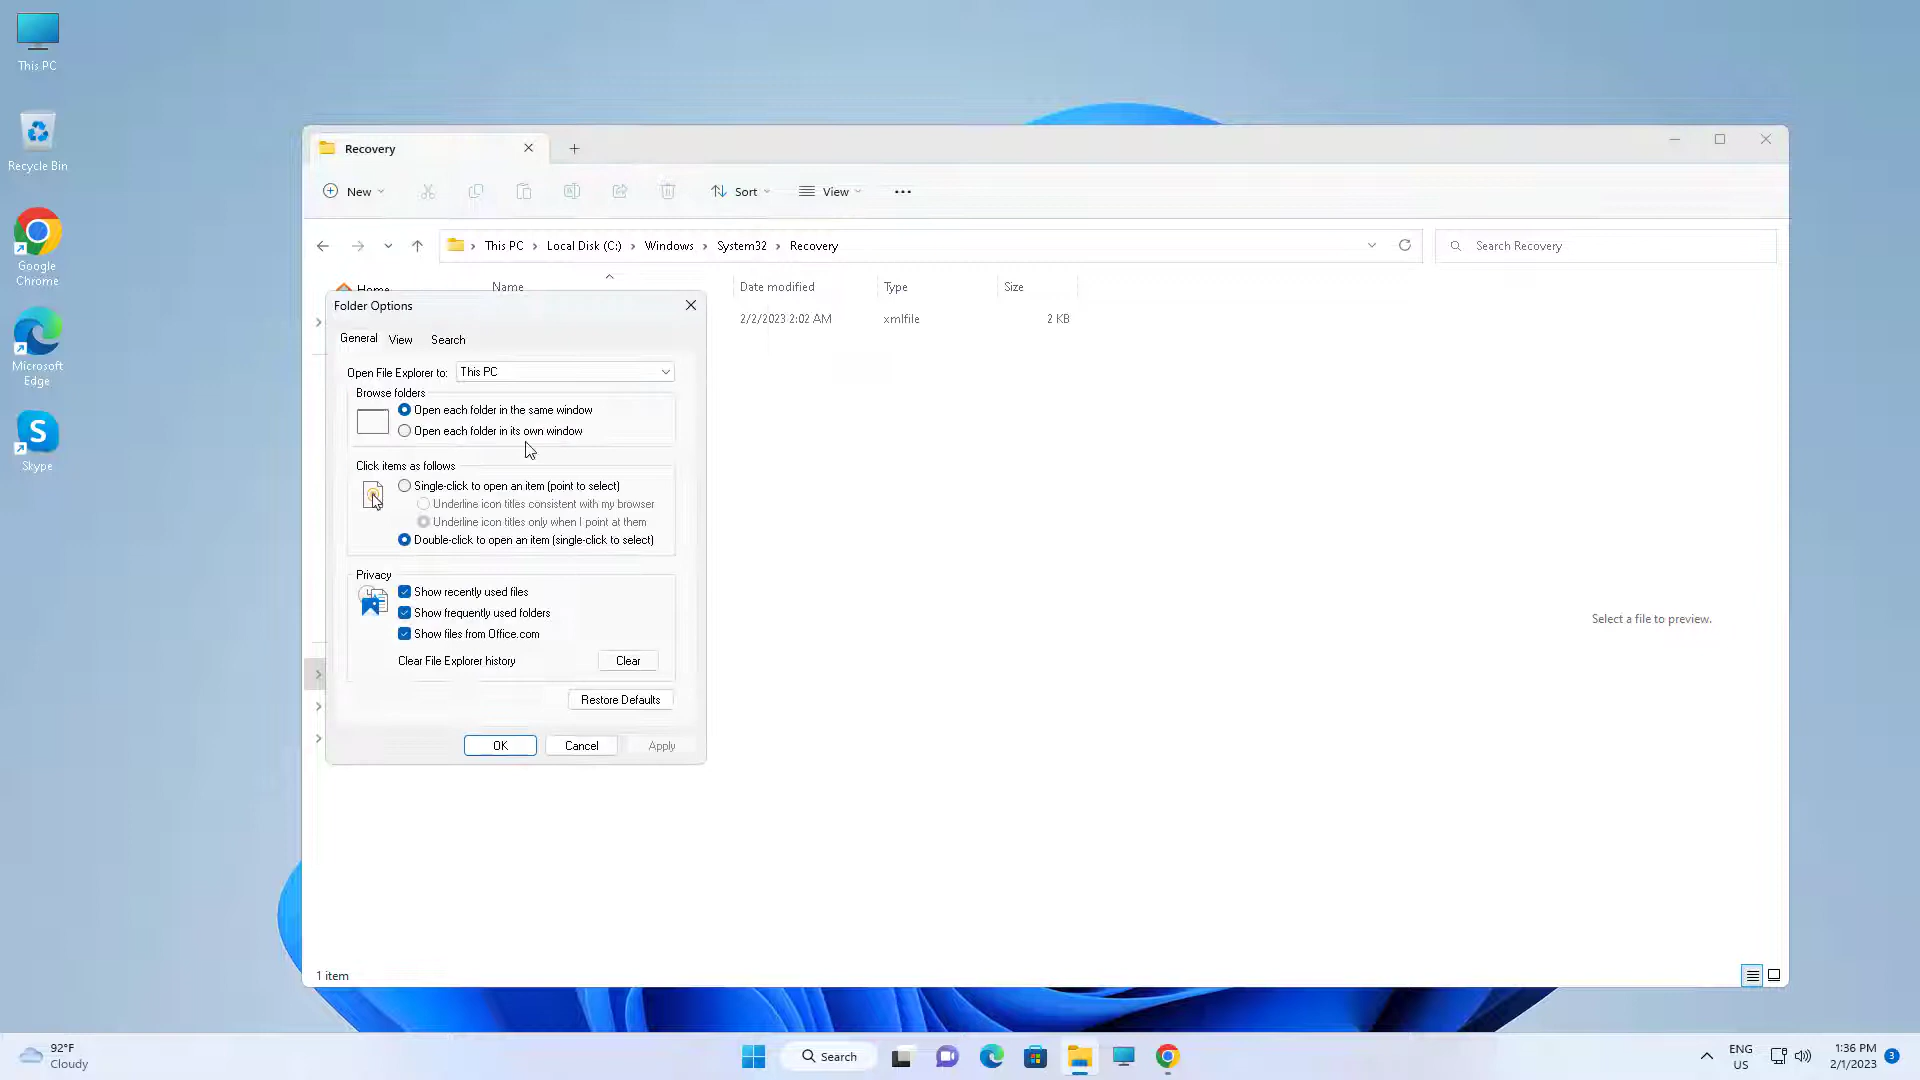 This PC
Recycle Bin
Google
Chrome
Microsoft
Edge
Skype
Recovery
New
Sort
View
This PC
Local Disk (C:)
Windows
System32
Recovery
Search Recovery
Home
Name
Date modified
Type
Size
2/2/2023 2:02 AM
xmlfile
2 KB
Folder Options
General
View
Search
Open File Explorer to:
This PC
Browse folders
Open each folder in the same window
Open each folder in its own window
Click items as follows
Single-click to open an item (point to select)
Underline icon titles consistent with my browser
Underline icon titles only when I point at them
Double-click to open an item (single-click to select)
Privacy
Show recently used files
Show frequently used folders
Show files from Office.com
Clear File Explorer history
Clear
Restore Defaults
OK
Cancel
Apply
Select a file to preview.
1 item
92°F
Cloudy
Search
ENG
US
1:36 PM
2/1/2023
3